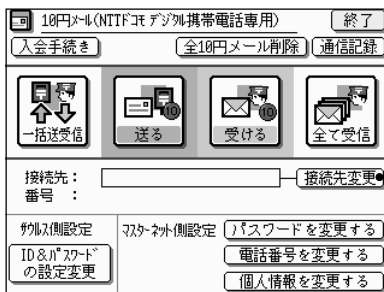 10円ﾒｰﾙ(NTTﾄﾞｺﾓ ﾃﾞｼﾞﾀﾙ携帯電話専用) 終了
入会手続き 全10円メール削除 通信記録
一括送受信 送る 受ける 全て受信
接続先： 接続先変更
番号 ：
ｻﾞｳﾙｽ側設定 ﾏｽﾀｰﾈｯﾄ側設定 パスワードを変更する
ID&ﾊﾟｽﾜｰﾄﾞの設定変更 電話番号を変更する
個人情報を変更する